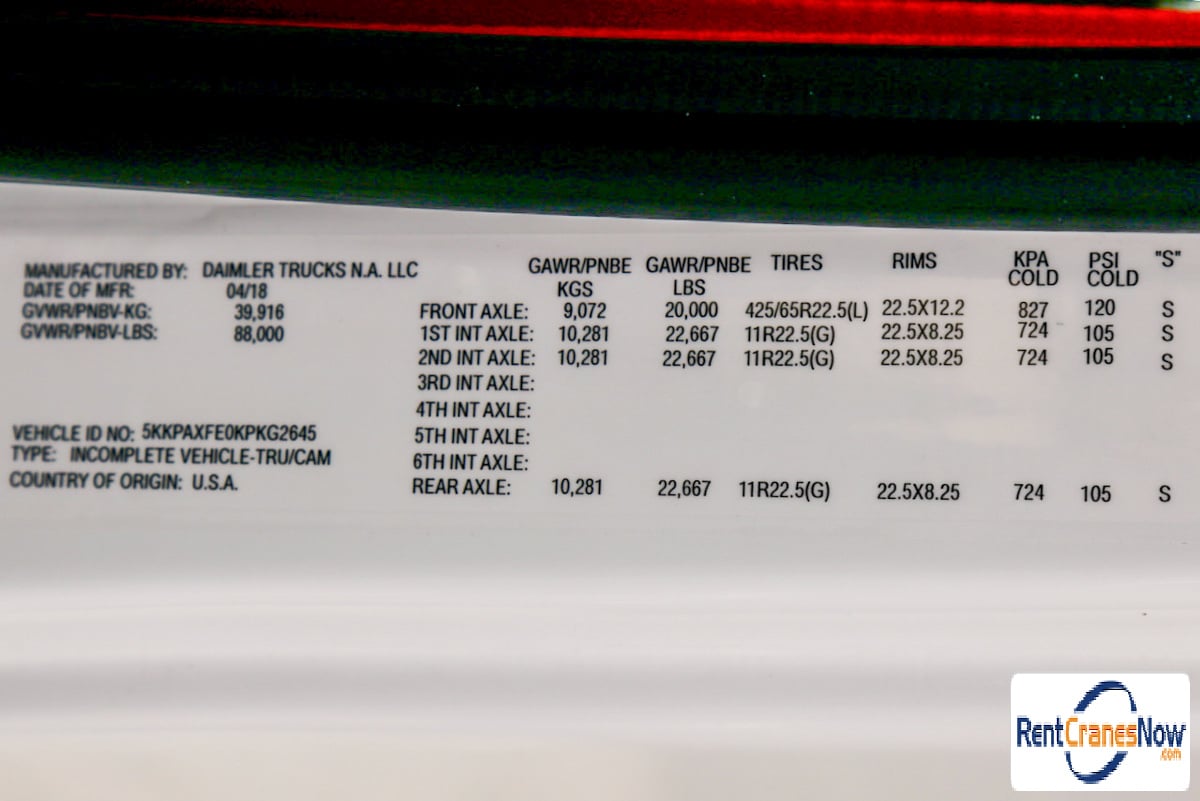 MANUFACTURED BY: DAIMLER TRUCKS N.A. LLC
DATE OF MFR: 04/18
GVWR/PNBV-KG: 39,916
GVWR/PNBV-LBS: 88,000
GAWR/PNBE KGS GAWR/PNBE LBS TIRES RIMS KPA COLD PSI COLD "S"
FRONT AXLE: 9,072 20,000 425/65R22.5(L) 22.5X12.2 827 120 S
1ST INT AXLE: 10,281 22,667 11R22.5(G) 22.5X8.25 724 105 S
2ND INT AXLE: 10,281 22,667 11R22.5(G) 22.5X8.25 724 105 S
3RD INT AXLE:
4TH INT AXLE:
5TH INT AXLE:
6TH INT AXLE:
REAR AXLE: 10,281 22,667 11R22.5(G) 22.5X8.25 724 105 S
VEHICLE ID NO: 5KKPAXFE0KPKG2645
TYPE: INCOMPLETE VEHICLE-TRU/CAM
COUNTRY OF ORIGIN: U.S.A.
RentCranesNow
.com